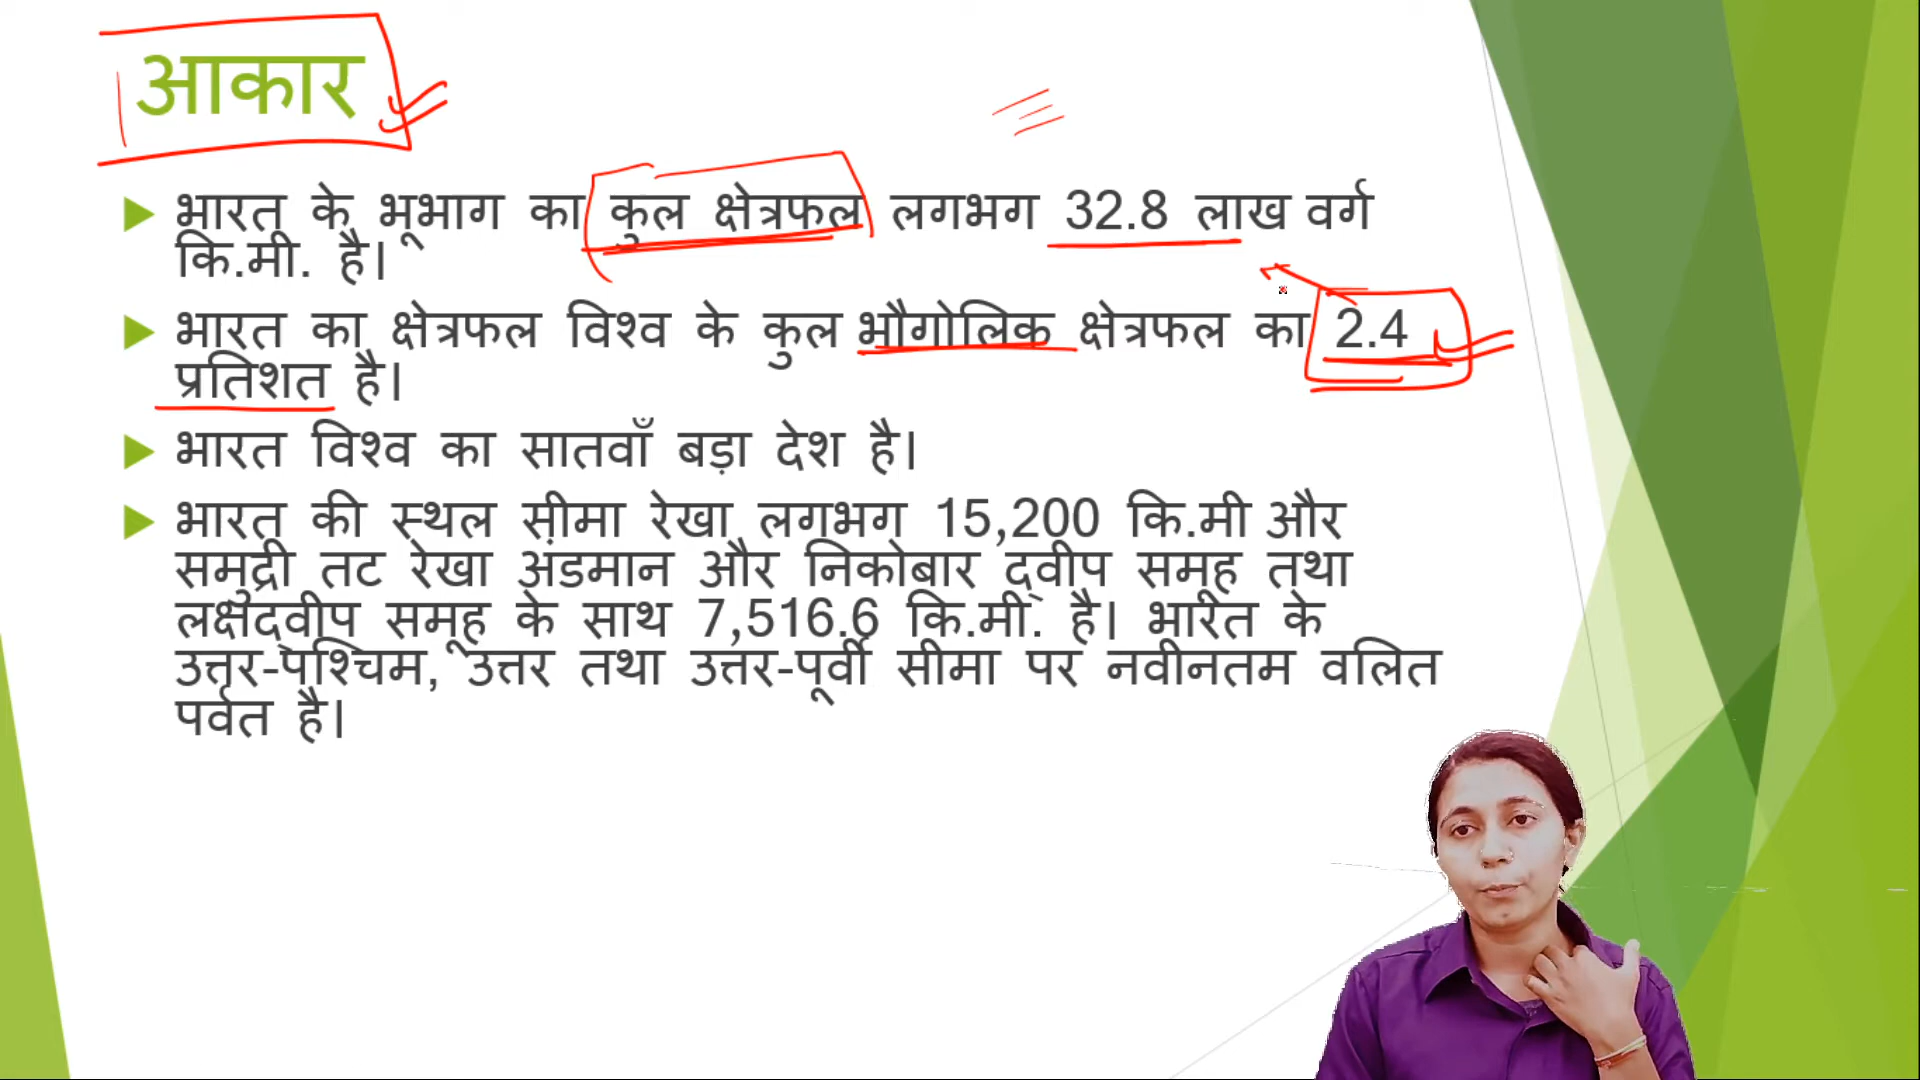 आकार
भारत के भूभाग का कुल क्षेत्रफल लगभग 32.8 लाख वर्ग
कि.मी. है।
भारत का क्षेत्रफल विश्व के कुल भौगोलिक क्षेत्रफल का 2.4
प्रतिशत है।
भारत विश्व का सातवाँ बड़ा देश है।
भारत की स्थल सीमा रेखा लगभग 15,200 कि.मी और
समुद्री तट रेखा अंडमान और निकोबार द्वीप समूह तथा
लक्षद्वीप समूह के साथ 7,516.6 कि.मी. है। भारत के
उत्तर-पश्चिम, उत्तर तथा उत्तर-पूर्वी सीमा पर नवीनतम वलित
पर्वत है।